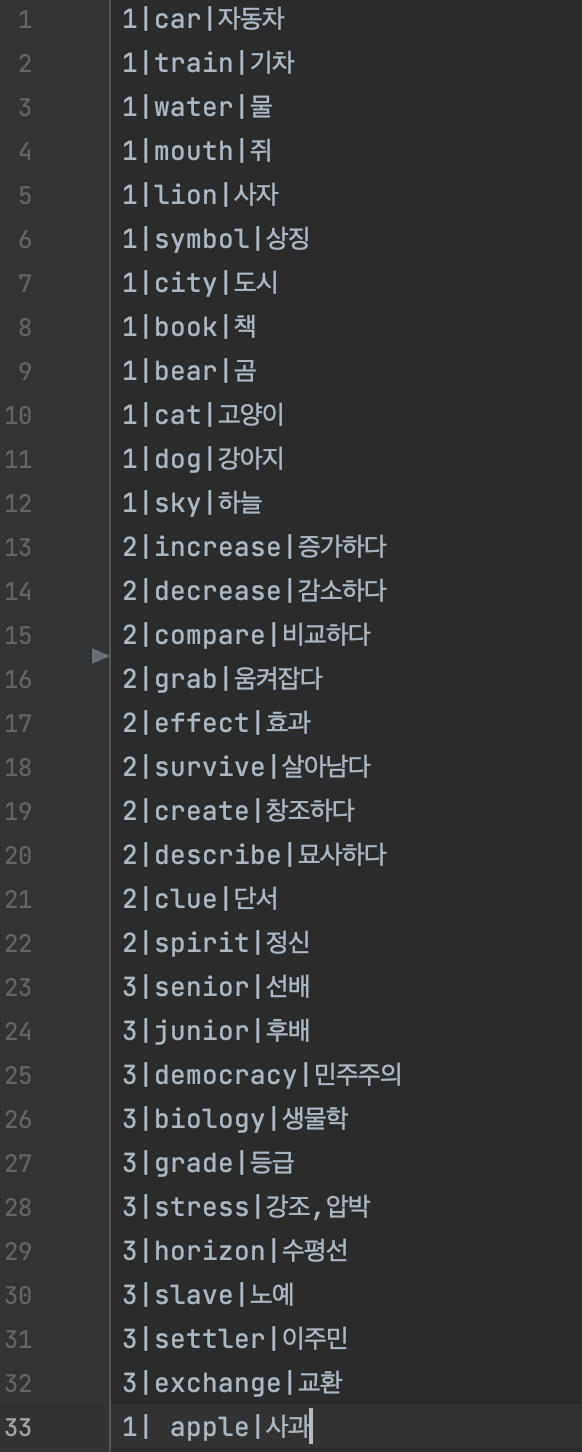 1 1|car|자동차
2 1|train|기차
3 1|water|물
4 1|mouth|쥐
5 1|lion|사자
6 1|symbol|상징
7 1|city|도시
8 1|book|책
9 1|bear|곰
10 1|cat|고양이
11 1|dog|강아지
12 1|sky|하늘
13 2|increase|증가하다
14 2|decrease|감소하다
15 2|compare|비교하다
16 2|grab|움켜잡다
17 2|effect|효과
18 2|survive|살아남다
19 2|create|창조하다
20 2|describe|묘사하다
21 2|clue|단서
22 2|spirit|정신
23 3|senior|선배
24 3|junior|후배
25 3|democracy|민주주의
26 3|biology|생물학
27 3|grade|등급
28 3|stress|강조,압박
29 3|horizon|수평선
30 3|slave|노예
31 3|settler|이주민
32 3|exchange|교환
33 1| apple|사과